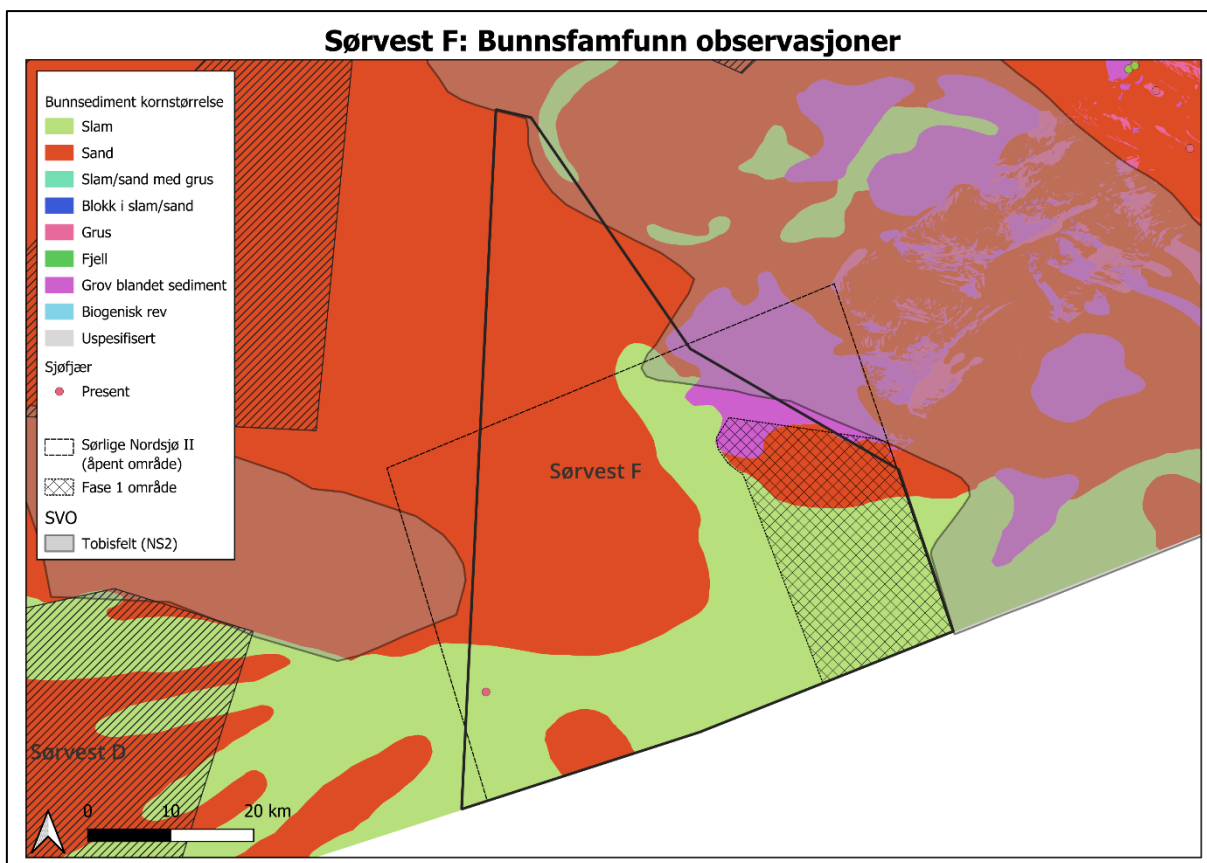 Sørvest F: Bunnsfamfunn observasjoner
Bunnsediment kornstørrelse
Slam
Sand
Slam/sand med grus
Blokk i slam/sand
Grus
Fjell
Grov blandet sediment
Biogenisk rev
Uspesifisert
Sjøfjær
Present
Sørlige Nordsjø II
(åpent område)
Fase 1 område
SVO
Tobisfelt (NS2)
Sørvest F
Sørvest D
0 10 20 km